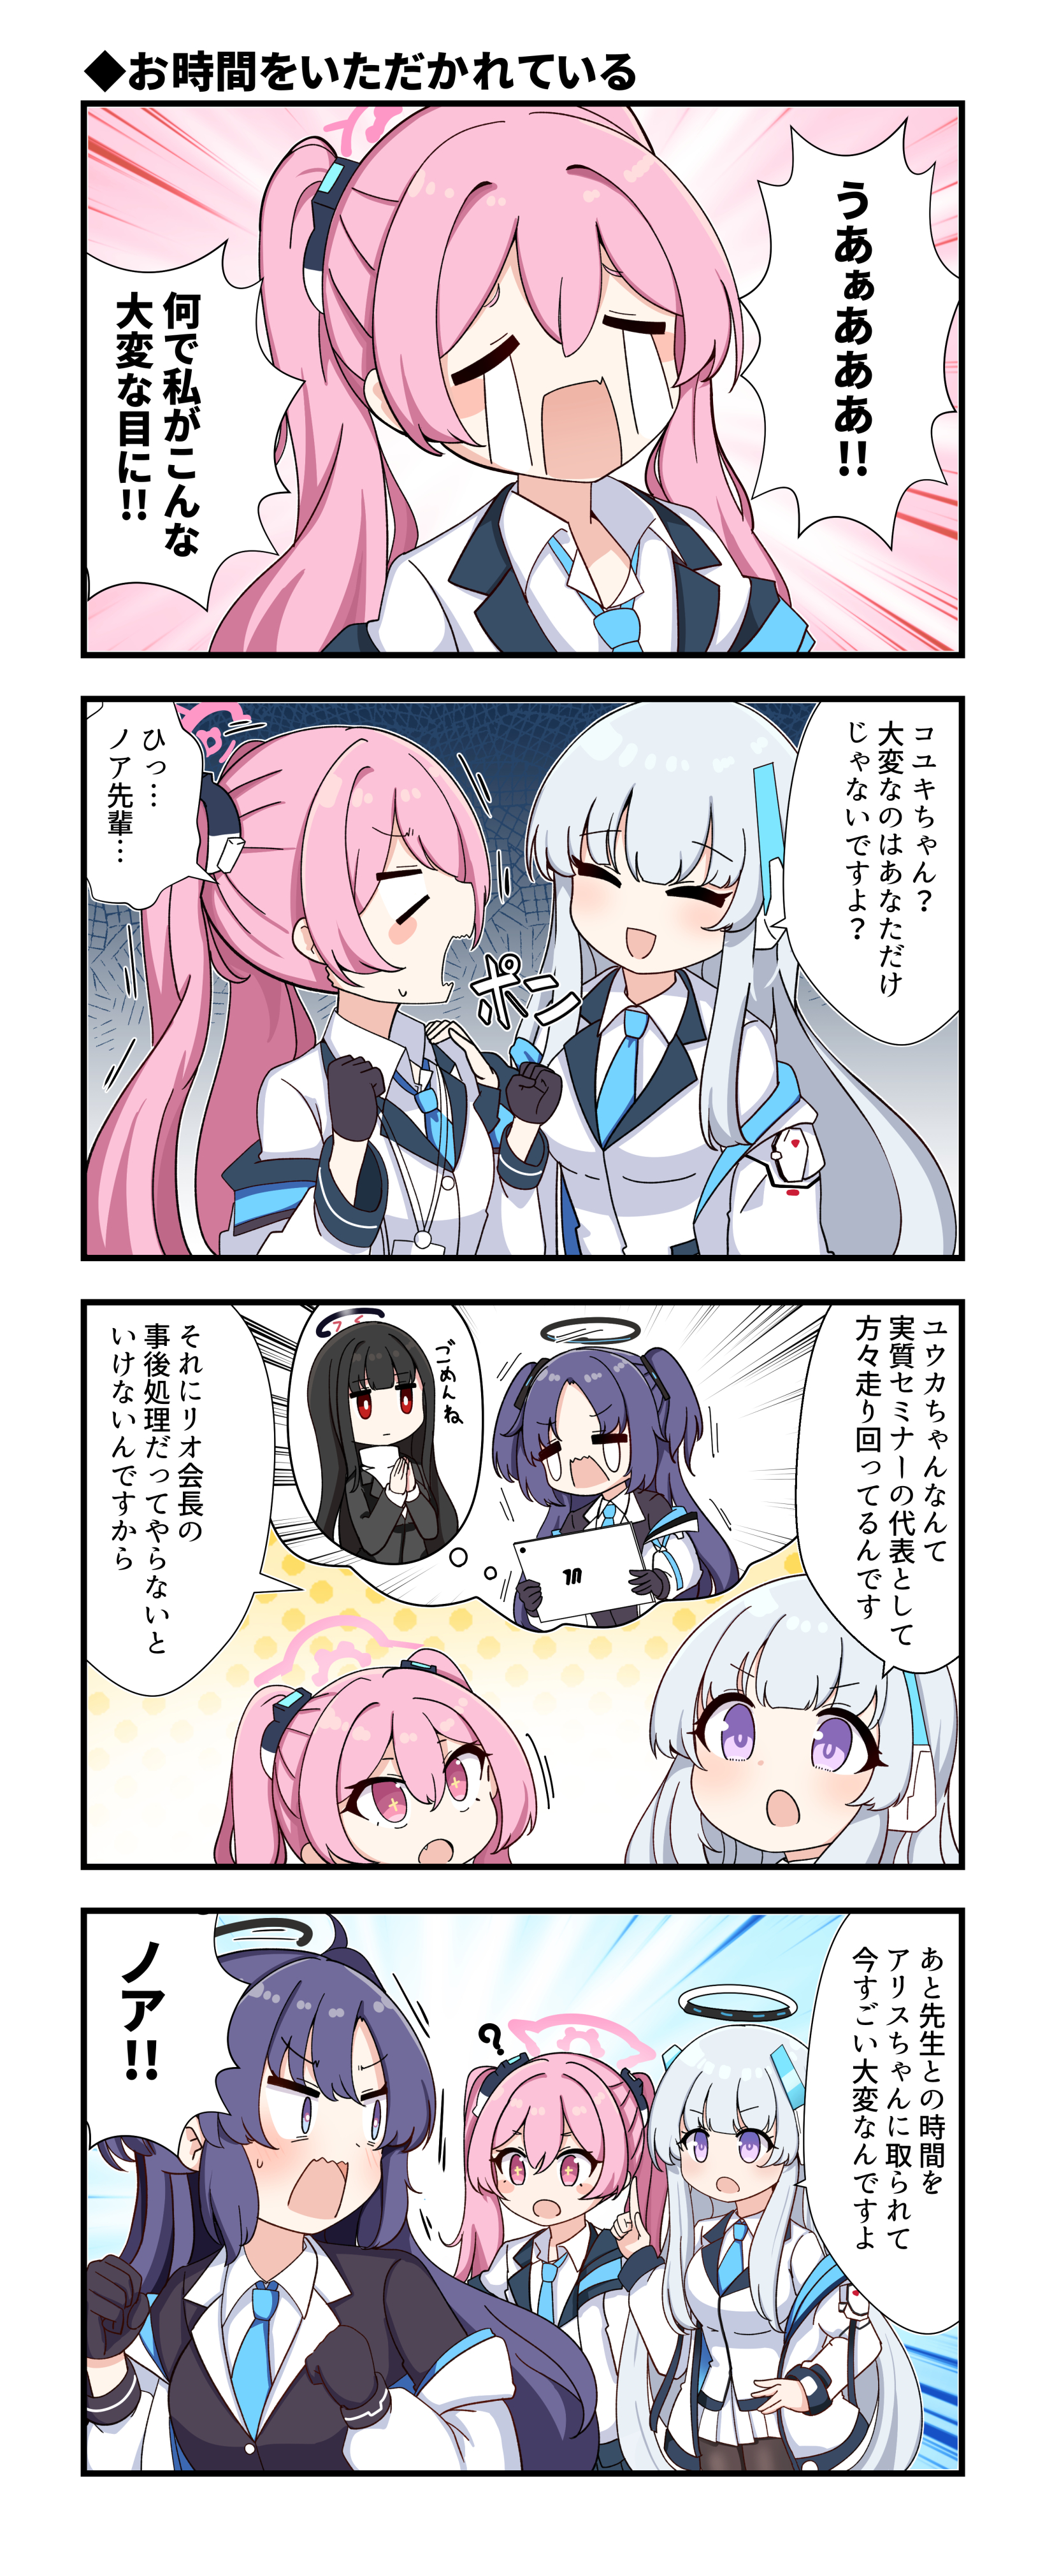 ◆お時間をいただかれている
うあぁあああ!!
何で私がこんな
大変な目に!!
コユキちゃん?
大変なのはあなただけ
じゃないですよ?
ポン
ひっ…
ノア先輩…
ユウカちゃんなんて
実質セミナーの代表として
方々走り回ってるんです
ごめんね
それにリオ会長の
事後処理だってやらないと
いけないんですから
あと先生との時間を
アリスちゃんに取られて
今すごい大変なんですよ
?
ノア!!